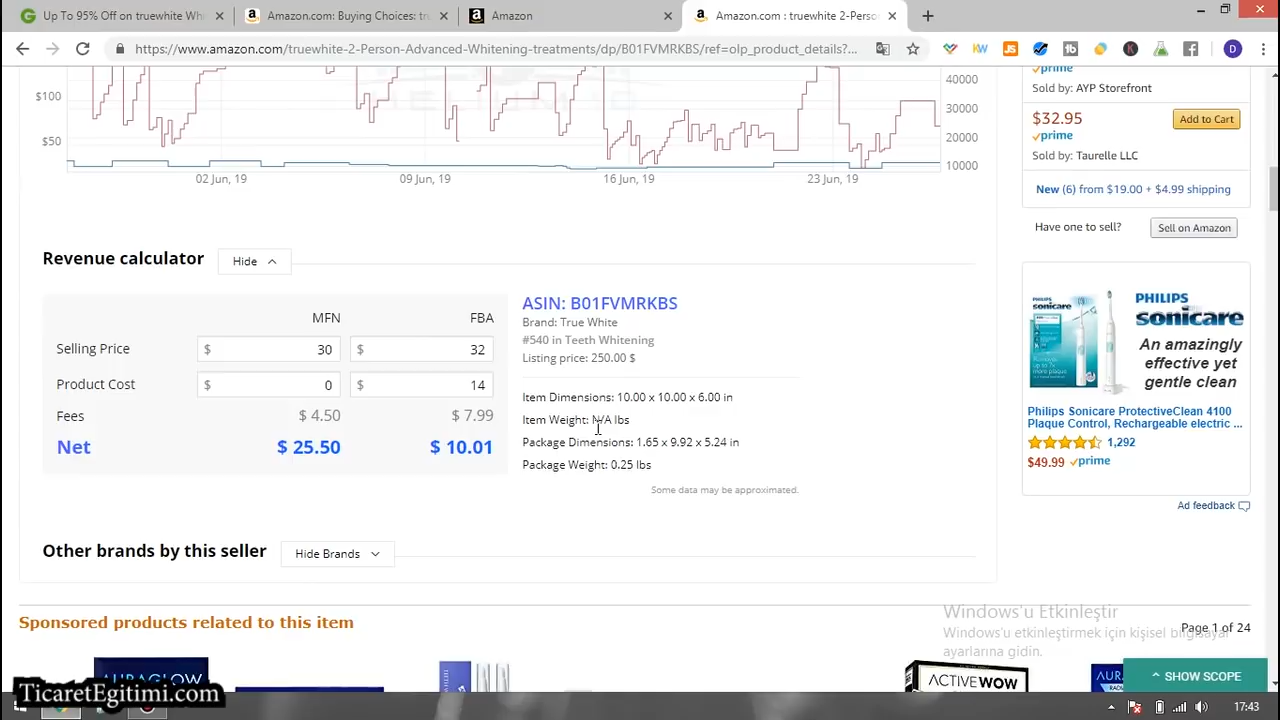 Up To 95% Off on truewhite Whi
Amazon.com: Buying Choices: tru
Amazon
Amazon.com : truewhite 2-Person
https://www.amazon.com/truewhite-2-Person-Advanced-Whitening-treatments/dp/B01FVMRKBS/ref=olp_product_details?...
$100
$50
40000
30000
20000
10000
02 Jun, 19
09 Jun, 19
16 Jun, 19
23 Jun, 19
prime
Sold by: AYP Storefront
$32.95
Add to Cart
prime
Sold by: Taurelle LLC
New (6) from $19.00 + $4.99 shipping
Have one to sell?
Sell on Amazon
Revenue calculator
Hide
MFN
FBA
Selling Price
$ 30
$ 32
Product Cost
$ 0
$ 14
Fees
$ 4.50
$ 7.99
Net
$ 25.50
$ 10.01
ASIN: B01FVMRKBS
Brand: True White
#540 in Teeth Whitening
Listing price: 250.00 $
Item Dimensions: 10.00 x 10.00 x 6.00 in
Item Weight: N/A lbs
Package Dimensions: 1.65 x 9.92 x 5.24 in
Package Weight: 0.25 lbs
Some data may be approximated.
PHILIPS
sonicare
An amazingly
effective yet
gentle clean
Philips Sonicare ProtectiveClean 4100
Plaque Control, Rechargeable electric ...
1,292
$49.99 prime
Ad feedback
Other brands by this seller
Hide Brands
Sponsored products related to this item
Page 1 of 24
Windows'u Etkinleştir
Windows'u etkinleştirmek için kişisel bilgisayar
ayarlarına gidin.
AURAGLOW
ACTIVEWOW
SHOW SCOPE
TicaretEgitimi.com
17:43